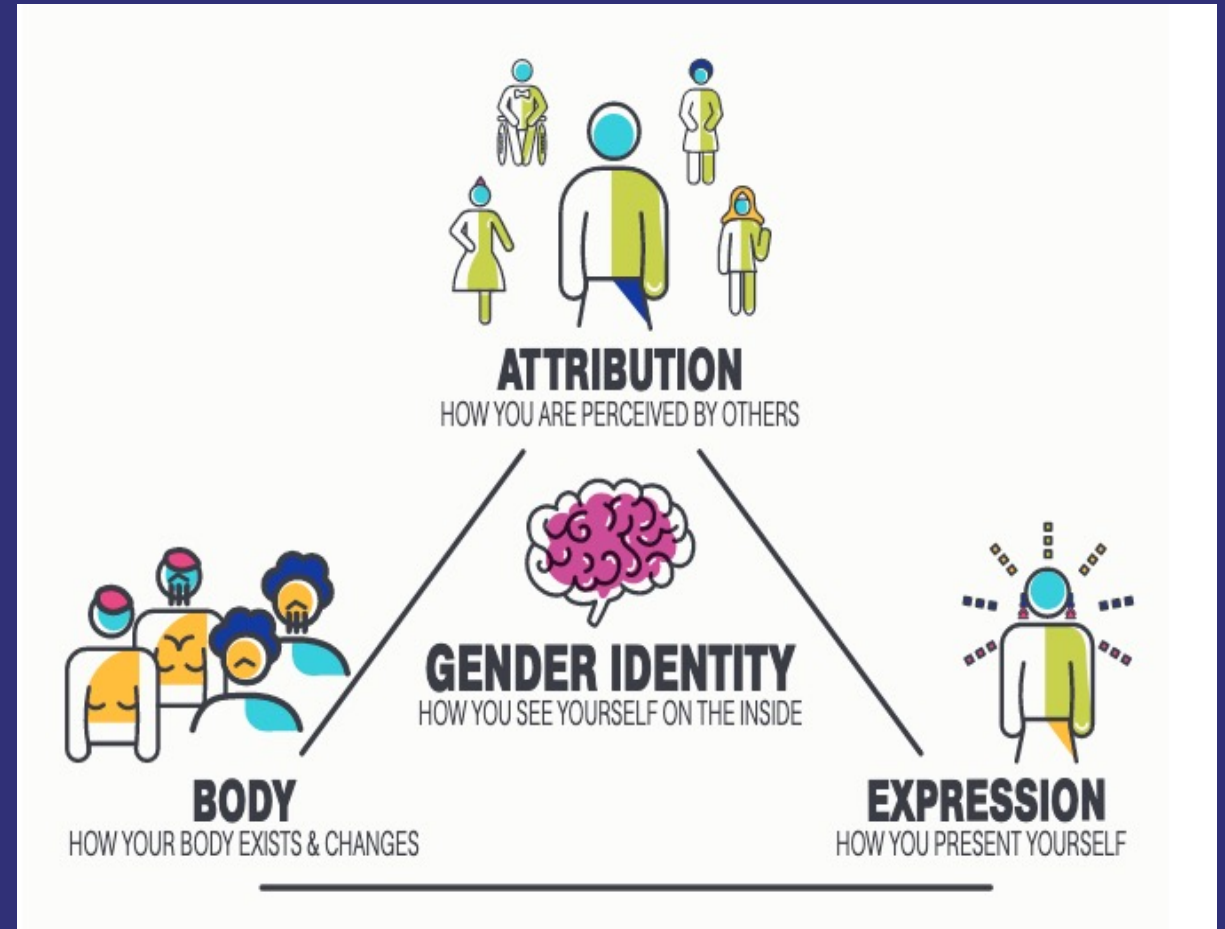 ATTRIBUTION
HOW YOU ARE PERCEIVED BY OTHERS
GENDER IDENTITY
HOW YOU SEE YOURSELF ON THE INSIDE
BODY
HOW YOUR BODY EXISTS & CHANGES
EXPRESSION
HOW YOU PRESENT YOURSELF